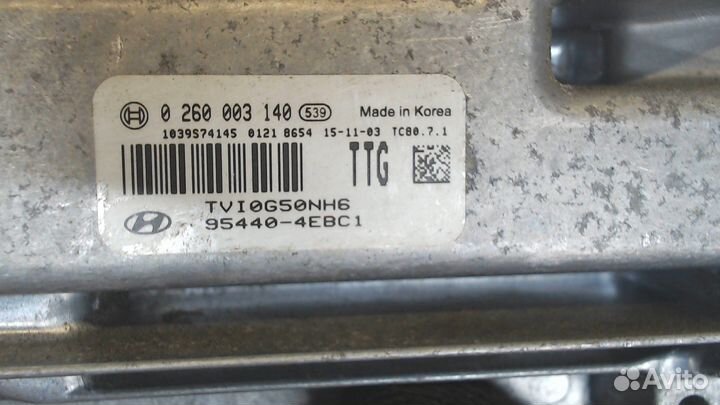 0 260 003 140 539 Made in Korea
1039S74145 0121 8654 15-11-03 TC80.7.1
TTG
TVI0G50NH6
95440-4EBC1
Avito